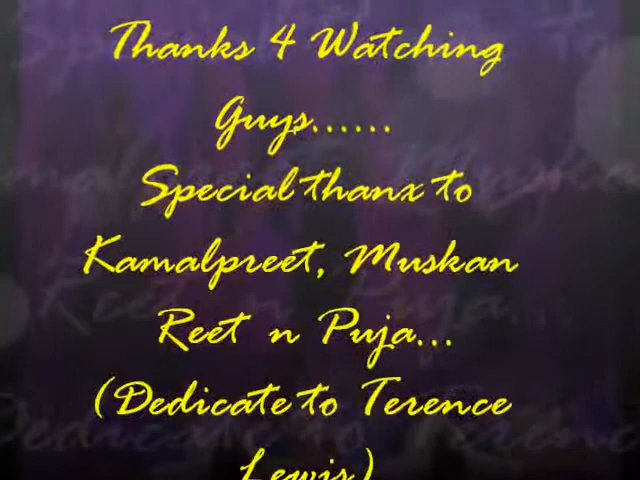 Thanks 4 Watching
Guys......
Special thanx to
Kamalpreet, Muskan
Reet n Puja...
(Dedicate to Terence
Lewis)